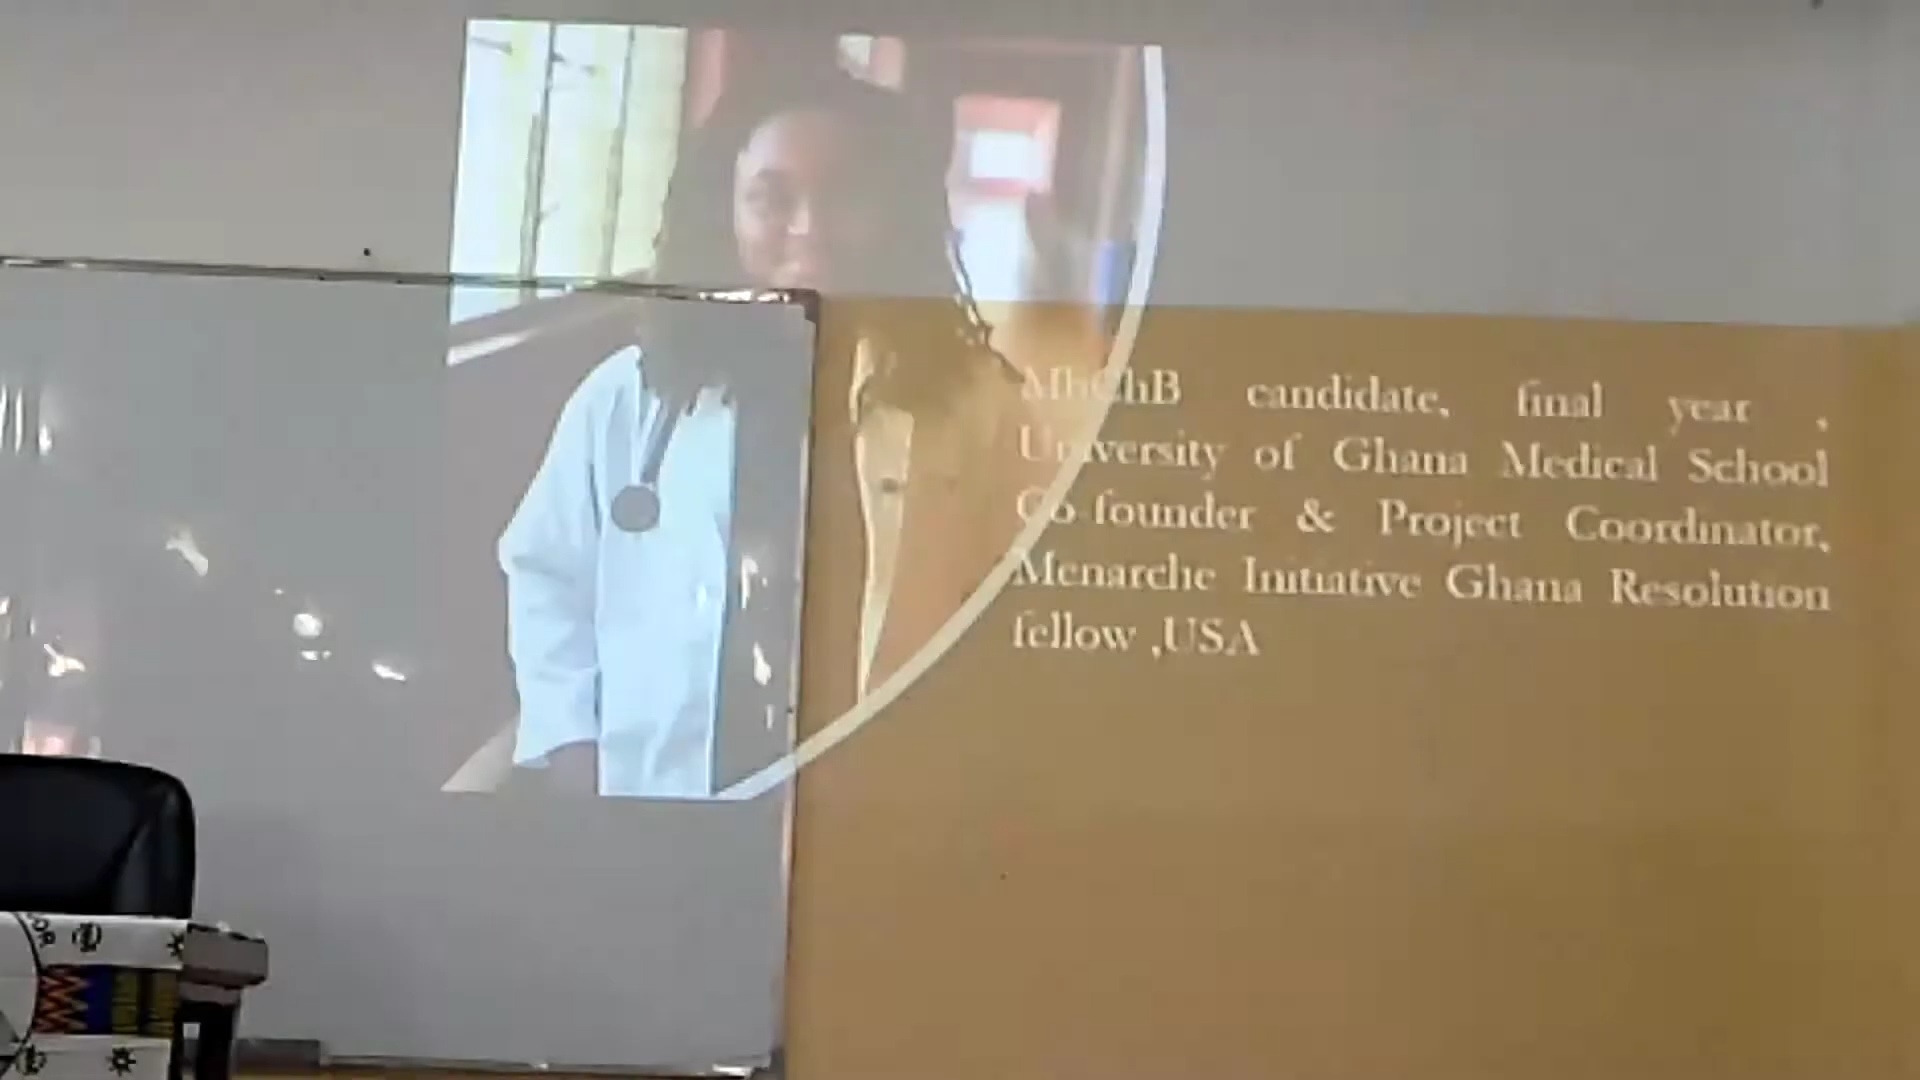 MbChB candidate, final year ,
University of Ghana Medical School
Co-founder & Project Coordinator,
Menarche Initiative Ghana Resolution
fellow ,USA